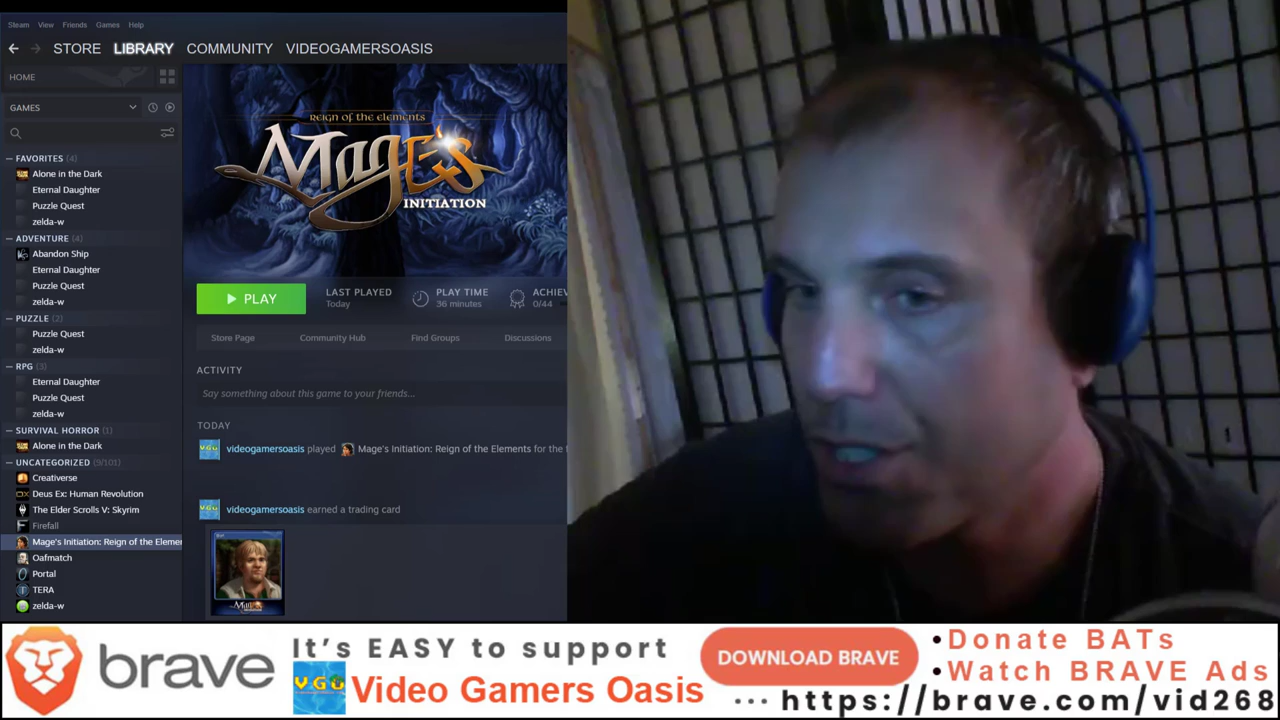 Steam View Friends Games Help
STORE LIBRARY COMMUNITY VIDEOGAMERSOASIS
HOME
GAMES
FAVORITES (4)
Alone in the Dark
Eternal Daughter
Puzzle Quest
zelda-w
ADVENTURE (4)
Abandon Ship
Eternal Daughter
Puzzle Quest
zelda-w
PUZZLE (2)
Puzzle Quest
zelda-w
RPG (3)
Eternal Daughter
Puzzle Quest
zelda-w
SURVIVAL HORROR (1)
Alone in the Dark
UNCATEGORIZED (9/101)
Creativerse
Deus Ex: Human Revolution
The Elder Scrolls V: Skyrim
Firefall
Mage's Initiation: Reign of the Elemer
Oafmatch
Portal
TERA
zelda-w
REIGN OF THE ELEMENTS
MAGE'S
INITIATION
PLAY
LAST PLAYED
Today
PLAY TIME
36 minutes
ACHIEV
0/44
Store Page Community Hub Find Groups Discussions
ACTIVITY
Say something about this game to your friends...
TODAY
VGO videogamersoasis played Mage's Initiation: Reign of the Elements for the f
VGO videogamersoasis earned a trading card
brave
It's EASY to support
VGO Video Gamers Oasis
DOWNLOAD BRAVE
•Donate BATs
•Watch BRAVE Ads
••• https://brave.com/vid268